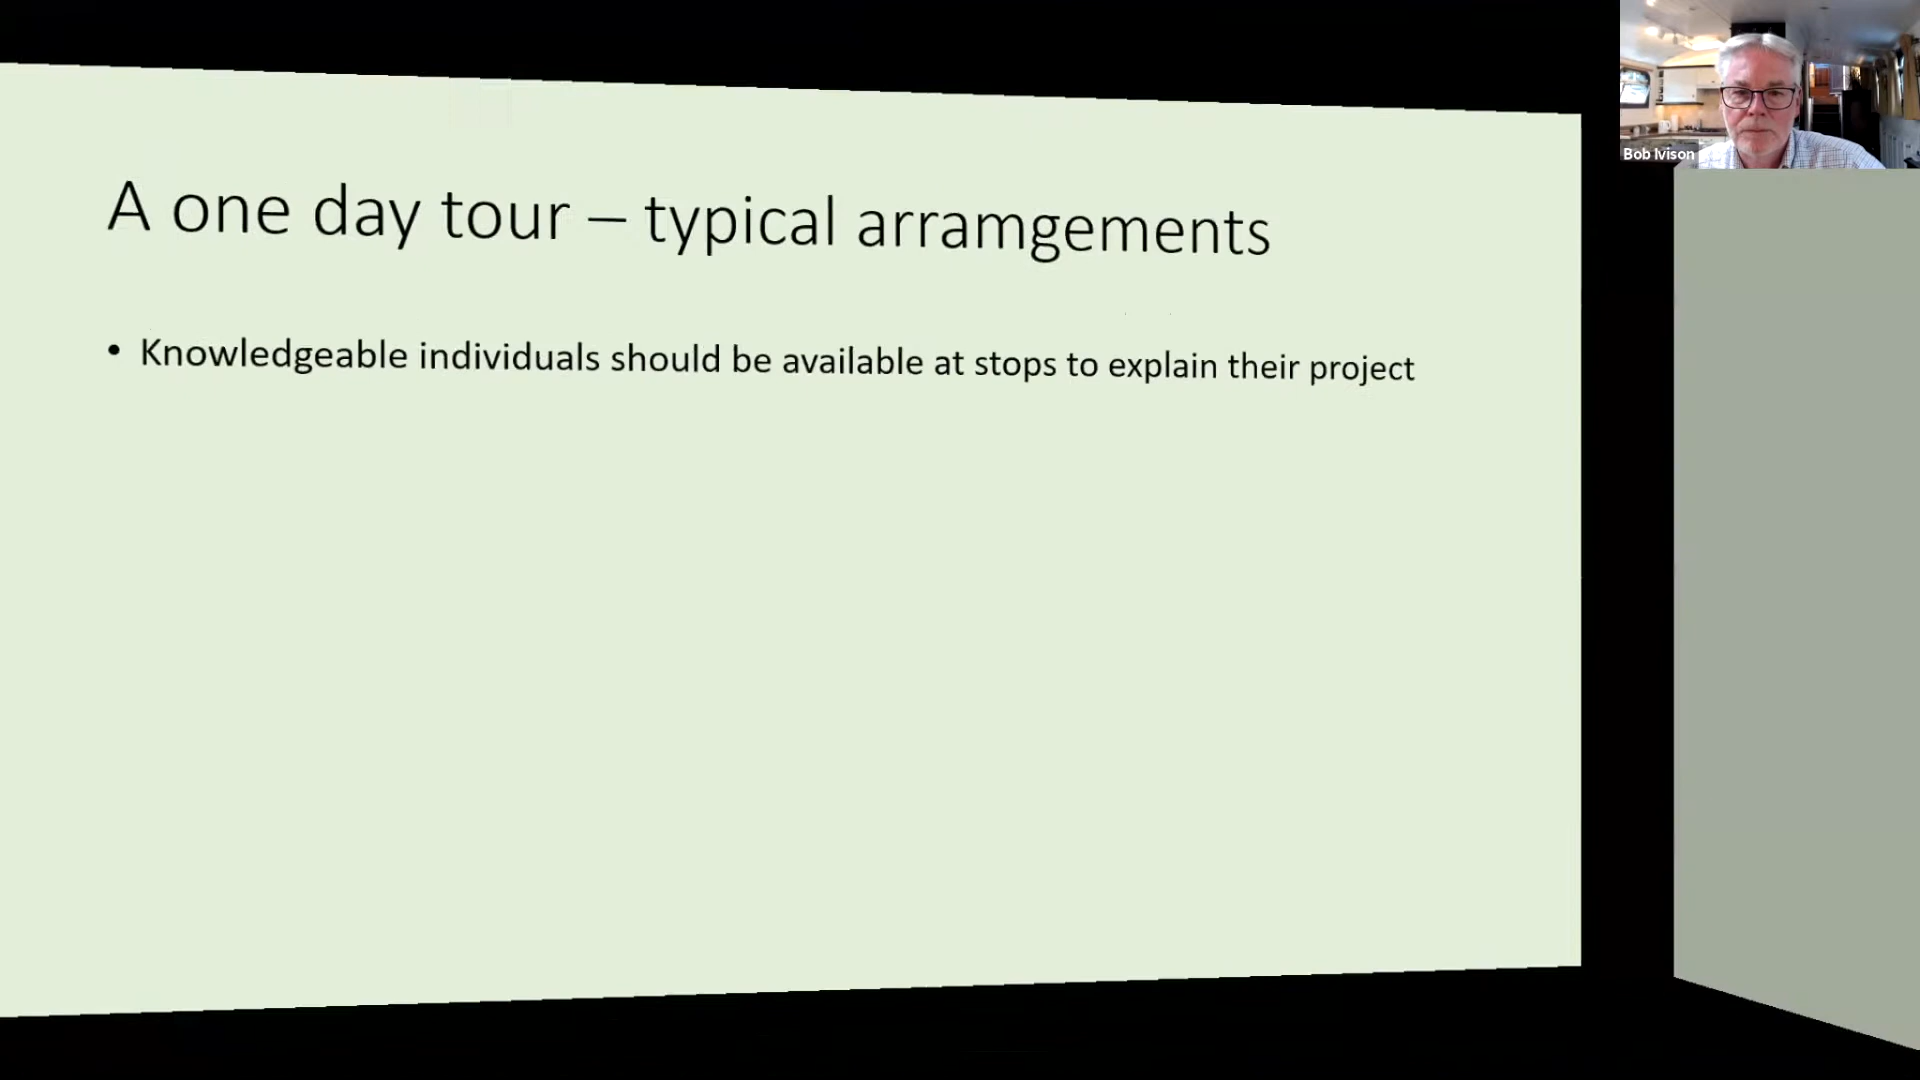 A one day tour – typical arramgements
• Knowledgeable individuals should be available at stops to explain their project
Bob Ivison